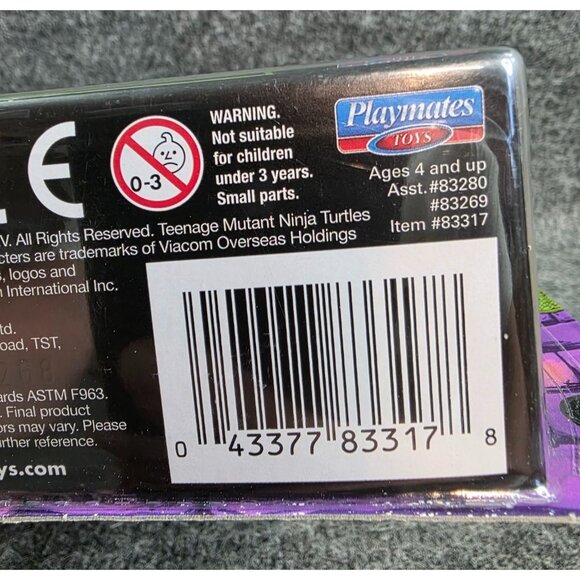 CE
0-3
WARNING.
Not suitable
for children
under 3 years.
Small parts.
Playmates
TOYS
Ages 4 and up
Asst.#83280
#83269
Item #83317
V. All Rights Reserved. Teenage Mutant Ninja Turtles
cters are trademarks of Viacom Overseas Holdings
s, logos and
n International Inc.
td.
oad, TST,
ards ASTM F963.
. Final product
ors may vary. Please
rther reference.
ys.com
0 43377 83317 8